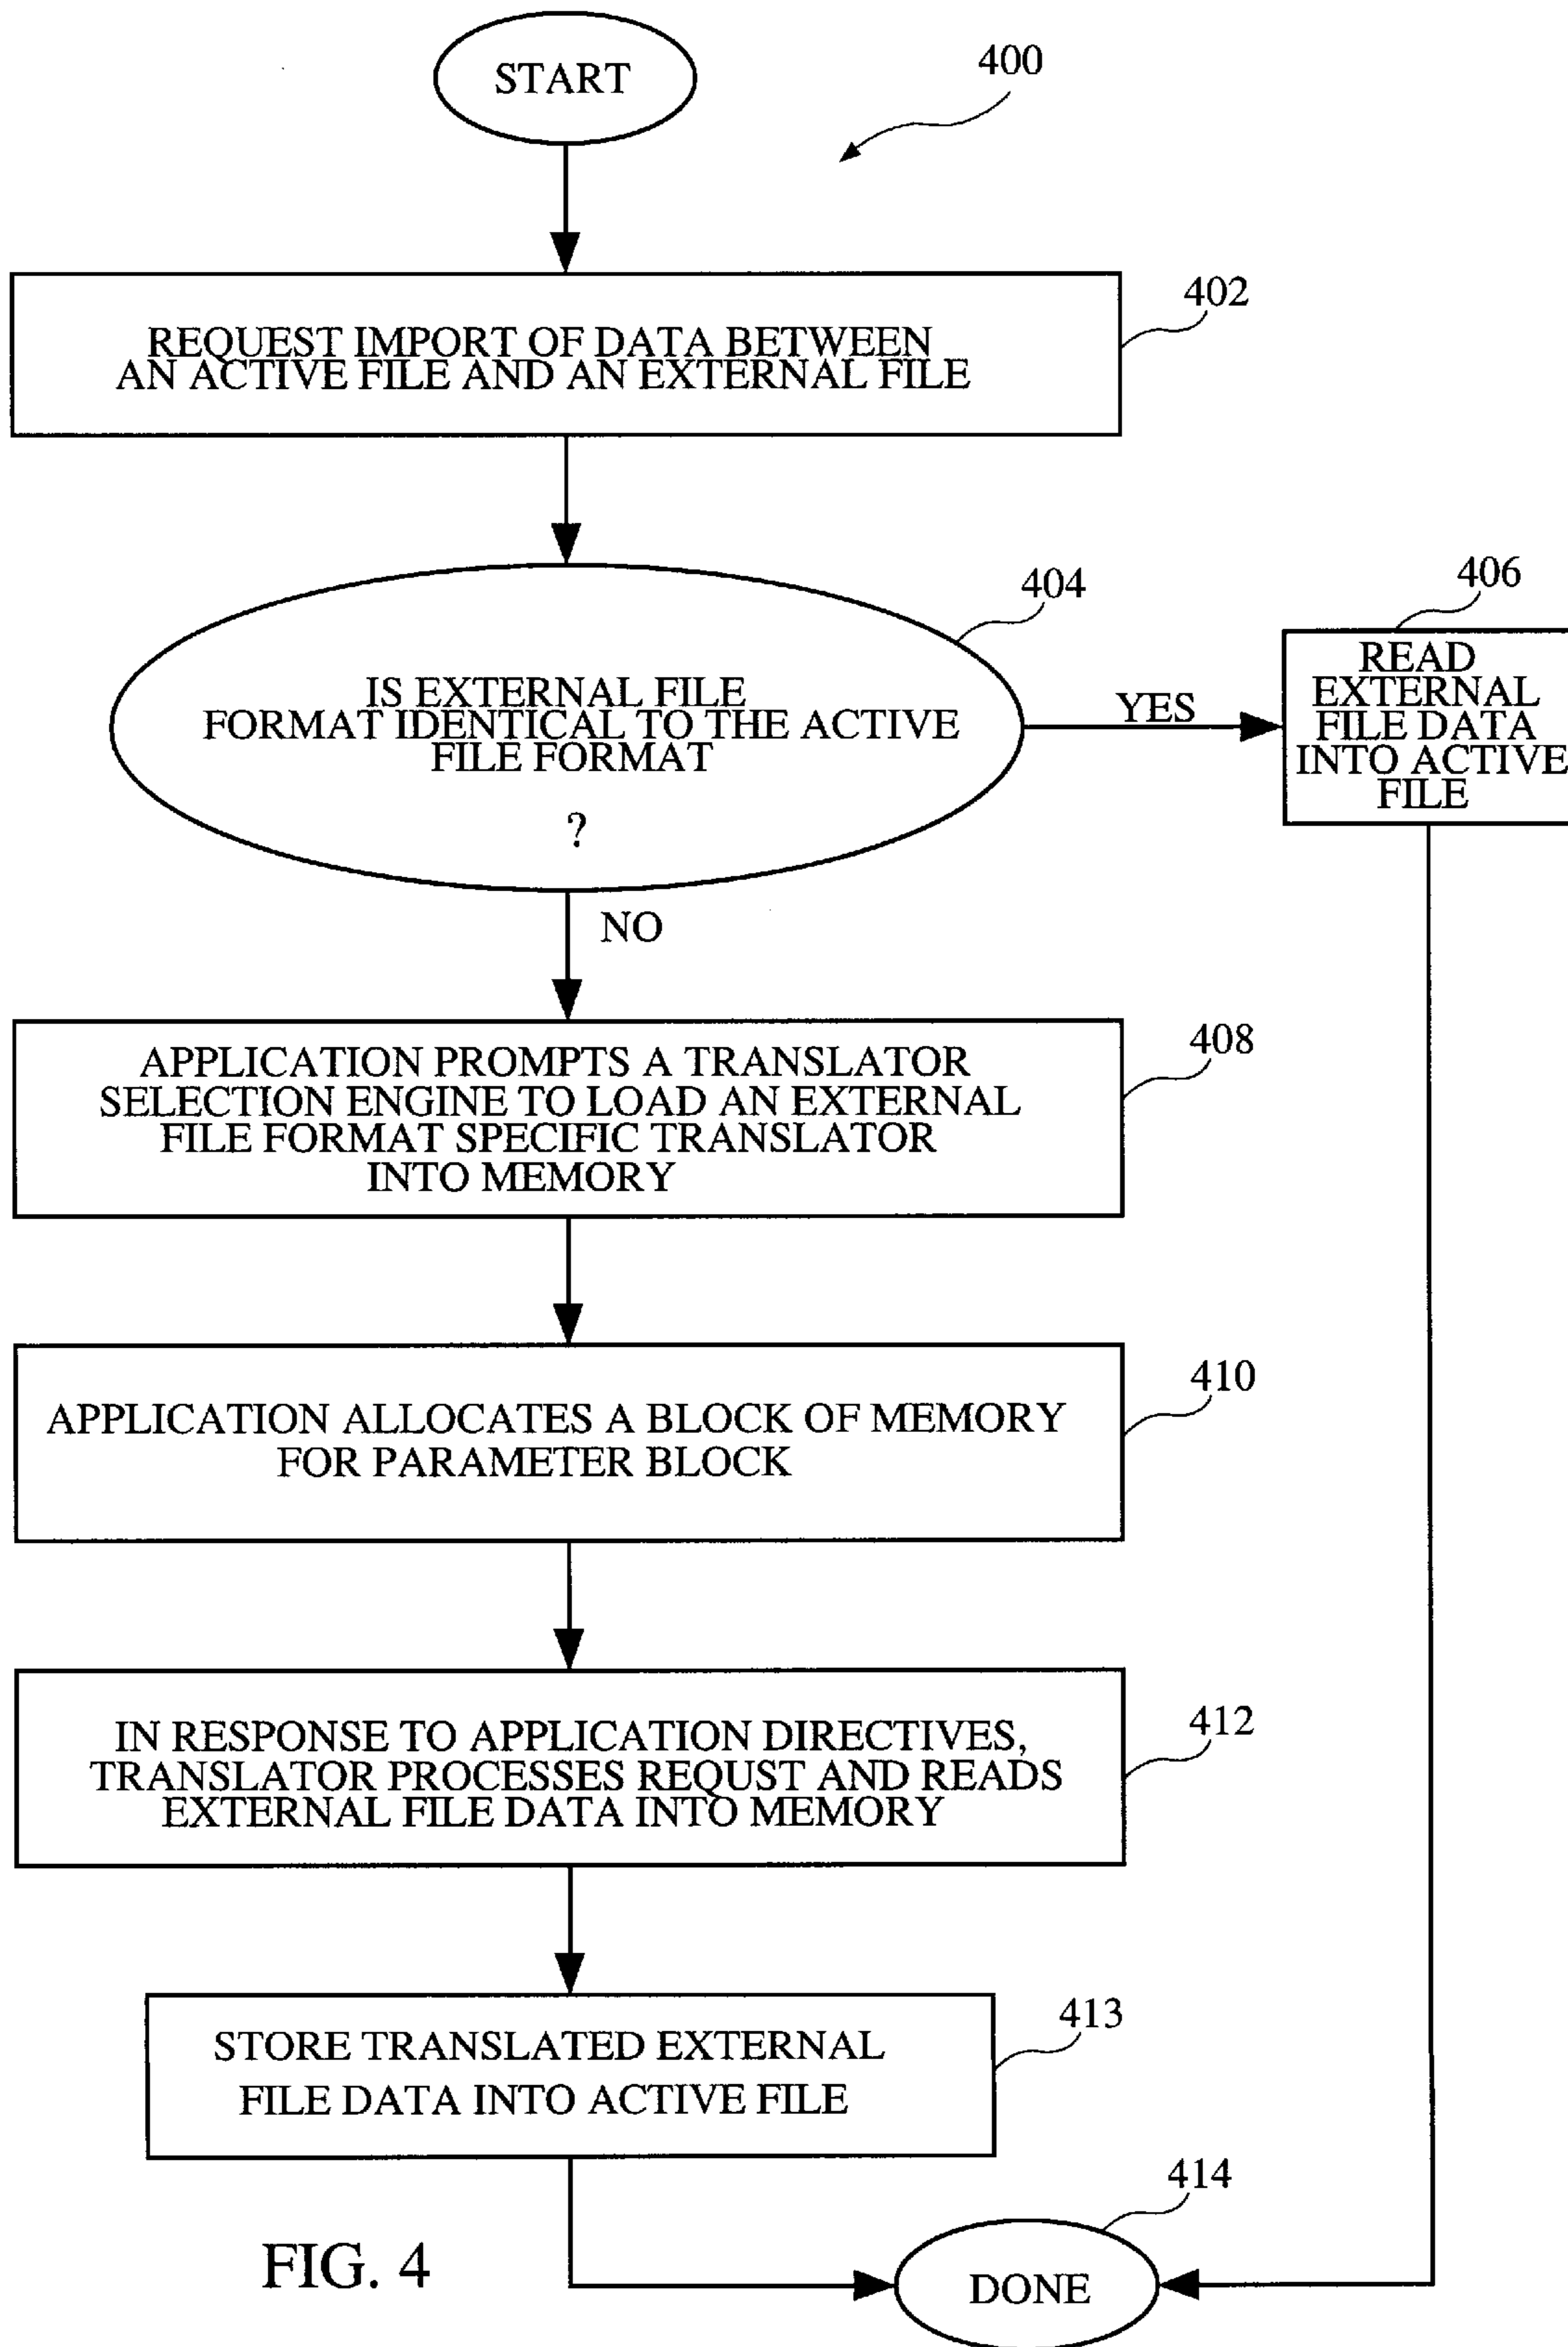 START
400
REQUEST IMPORT OF DATA BETWEEN
AN ACTIVE FILE AND AN EXTERNAL FILE
402
IS EXTERNAL FILE
FORMAT IDENTICAL TO THE ACTIVE
FILE FORMAT
?
404
YES
406
READ
EXTERNAL
FILE DATA
INTO ACTIVE
FILE
NO
APPLICATION PROMPTS A TRANSLATOR
SELECTION ENGINE TO LOAD AN EXTERNAL
FILE FORMAT SPECIFIC TRANSLATOR
INTO MEMORY
408
APPLICATION ALLOCATES A BLOCK OF MEMORY
FOR PARAMETER BLOCK
410
IN RESPONSE TO APPLICATION DIRECTIVES,
TRANSLATOR PROCESSES REQUST AND READS
EXTERNAL FILE DATA INTO MEMORY
412
STORE TRANSLATED EXTERNAL
FILE DATA INTO ACTIVE FILE
413
414
DONE
FIG. 4